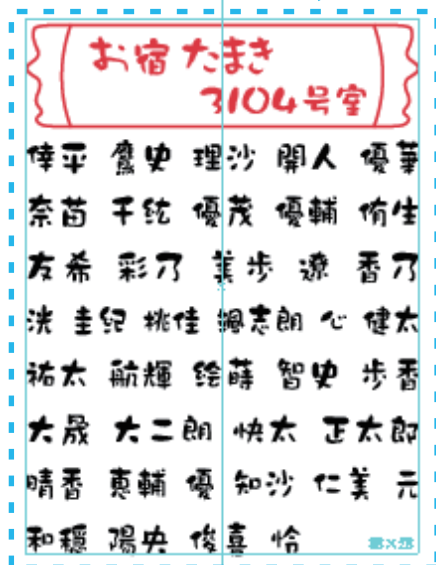 お宿 たまき
3104号室
倖平 鷹史 理沙 開人 優華
奈苗 千紘 優茂 優輔 侑生
友希 彩乃 美歩 遼 香乃
洸 圭紀 桃佳 颯志朗 心 健太
祐太 航輝 絵蒔 智史 歩香
大晟 大二朗 快太 正太郎
晴香 恵輔 優 知沙 仁美 元
和穏 陽央 俊喜 怜